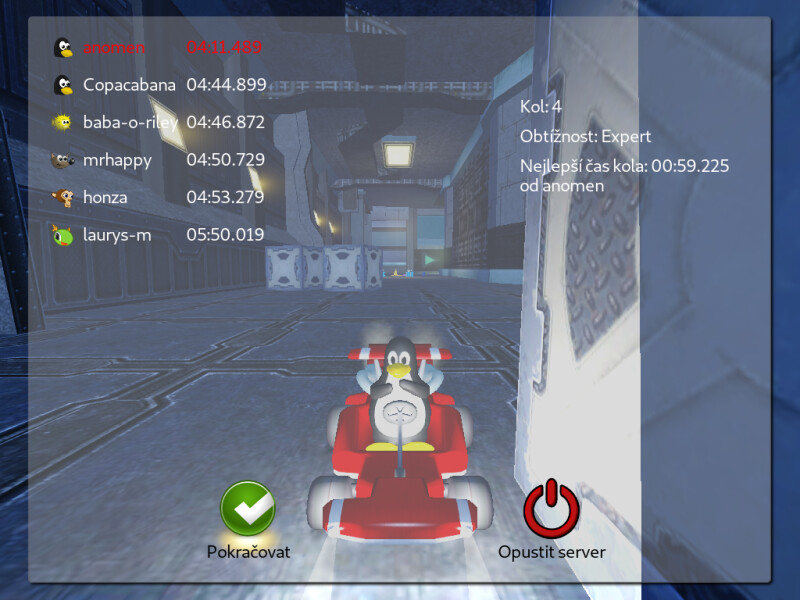 anomen 04:11.489
Copacabana 04:44.899
baba-o-riley 04:46.872
mrhappy 04:50.729
honza 04:53.279
laurys-m 05:50.019
Kol: 4
Obtížnost: Expert
Nejlepší čas kola: 00:59.225
od anomen
Pokračovat
Opustit server